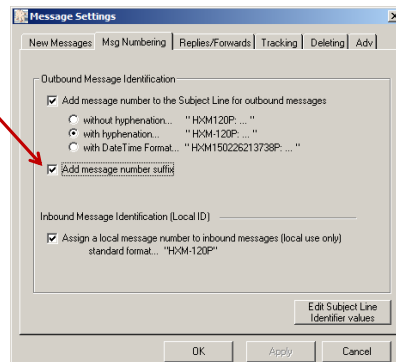 Message Settings
New Messages Msg Numbering Replies/Forwards Tracking Deleting Adv
Outbound Message Identification
Add message number to the Subject Line for outbound messages
without hyphenation... "HXM120P: ... "
with hyphenation... "HXM-120P: ... "
with DateTime Format... "HXM150226213738P: ... "
Add message number suffix
Inbound Message Identification (Local ID)
Assign a local message number to inbound messages (local use only)
standard format... "HXM-120P"
Edit Subject Line
Identifier values
OK Apply Cancel